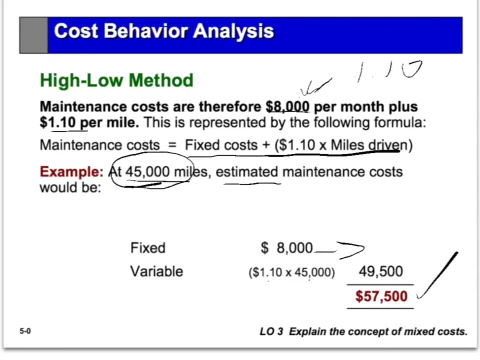 Cost Behavior Analysis
1.10
High-Low Method
Maintenance costs are therefore $8,000 per month plus
$1.10 per mile. This is represented by the following formula:
Maintenance costs = Fixed costs + ($1.10 x Miles driven)
Example: At 45,000 miles, estimated maintenance costs
would be:
Fixed $ 8,000
Variable ($1.10 x 45,000) 49,500
$57,500
5-0 LO 3 Explain the concept of mixed costs.